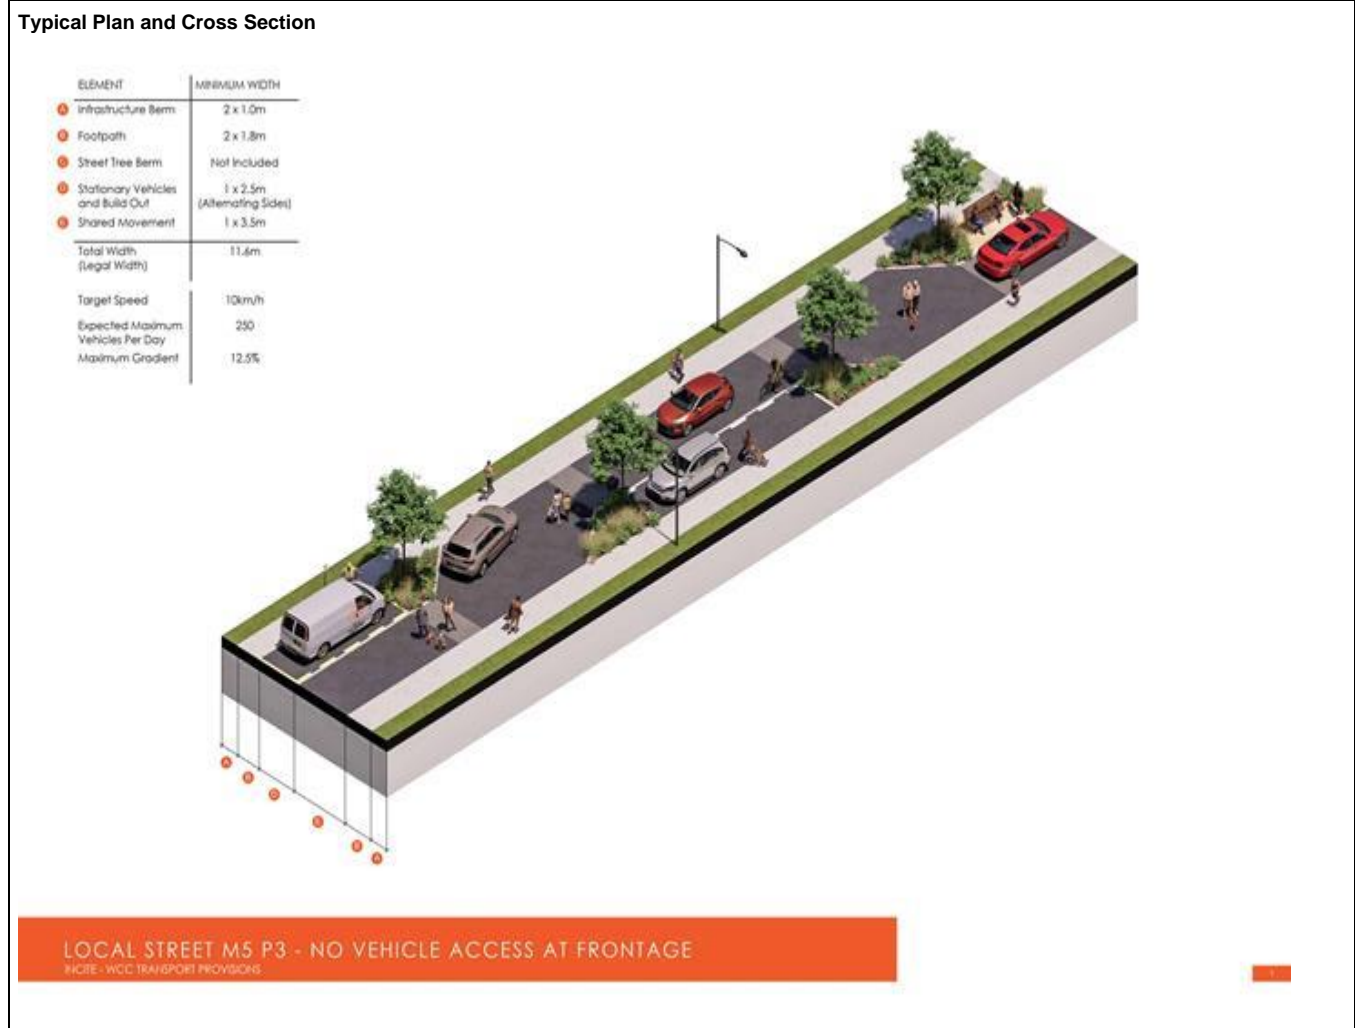 Typical Plan and Cross Section
ELEMENT MINIMUM WIDTH
A Infrastructure Berm 2 x 1.0m
B Footpath 2 x 1.8m
C Street Tree Berm Not Included
D Stationary Vehicles 1 x 2.5m
and Build Out (Alternating Sides)
E Shared Movement 1 x 3.5m
Total Width 11.6m
(Legal Width)
Target Speed 10km/h
Expected Maximum 250
Vehicles Per Day
Maximum Gradient 12.5%
A
B
D
E
B
A
LOCAL STREET M5 P3 - NO VEHICLE ACCESS AT FRONTAGE
INCITE - WCC TRANSPORT PROVISIONS